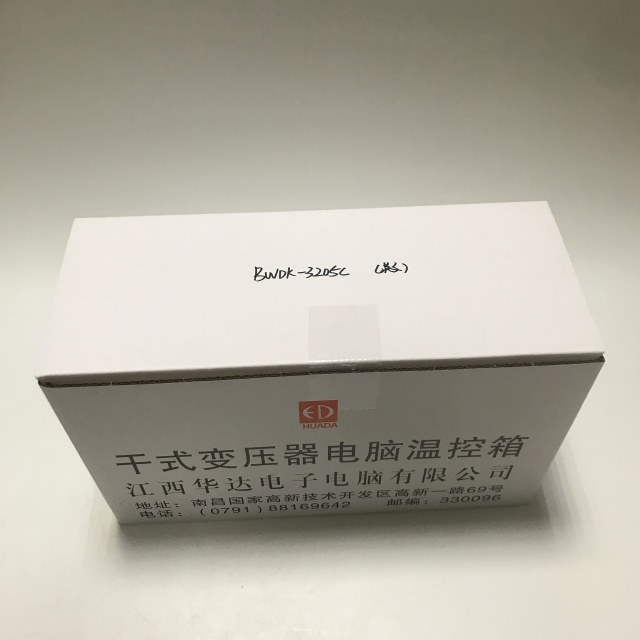 BWDK-3205C (英文)
HUADA
干式变压器电脑温控箱
江西华达电子电脑有限公司
地址：南昌国家高新技术开发区高新一路69号
电话：（0791）88169642 邮编：330096